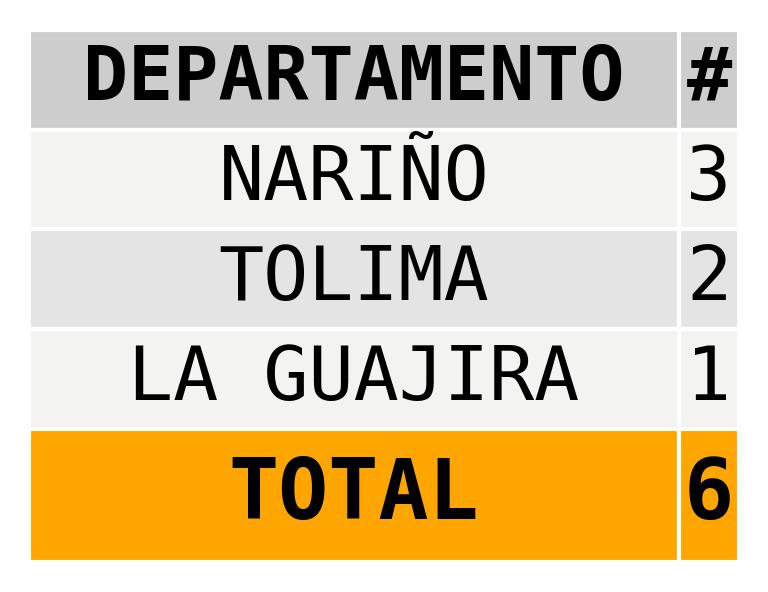 DEPARTAMENTO #
NARIÑO 3
TOLIMA 2
LA GUAJIRA 1
TOTAL 6